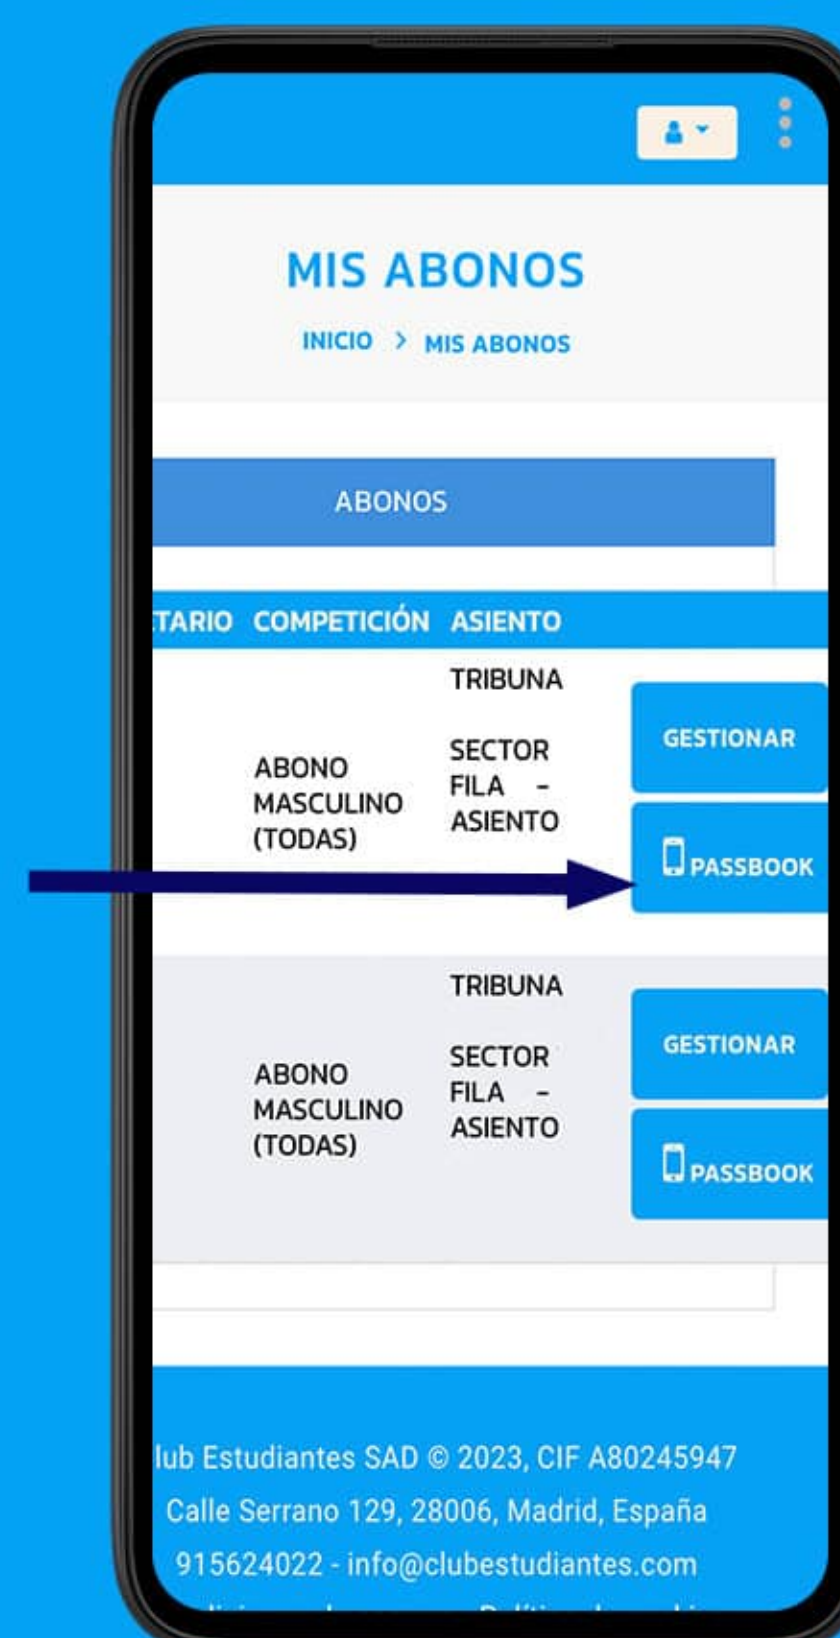 MIS ABONOS
INICIO > MIS ABONOS
ABONOS
TARIO COMPETICIÓN ASIENTO
TRIBUNA
SECTOR
FILA -
ASIENTO
ABONO
MASCULINO
(TODAS)
GESTIONAR
PASSBOOK
TRIBUNA
SECTOR
FILA -
ASIENTO
ABONO
MASCULINO
(TODAS)
GESTIONAR
PASSBOOK
lub Estudiantes SAD © 2023, CIF A80245947
Calle Serrano 129, 28006, Madrid, España
915624022 - info@clubestudiantes.com